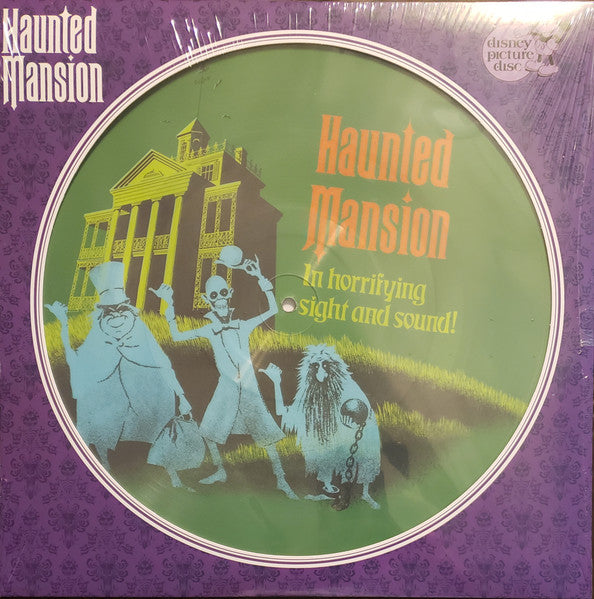 Haunted
Mansion
disney
picture
disc
Haunted
Mansion
In horrifying
sight and sound!